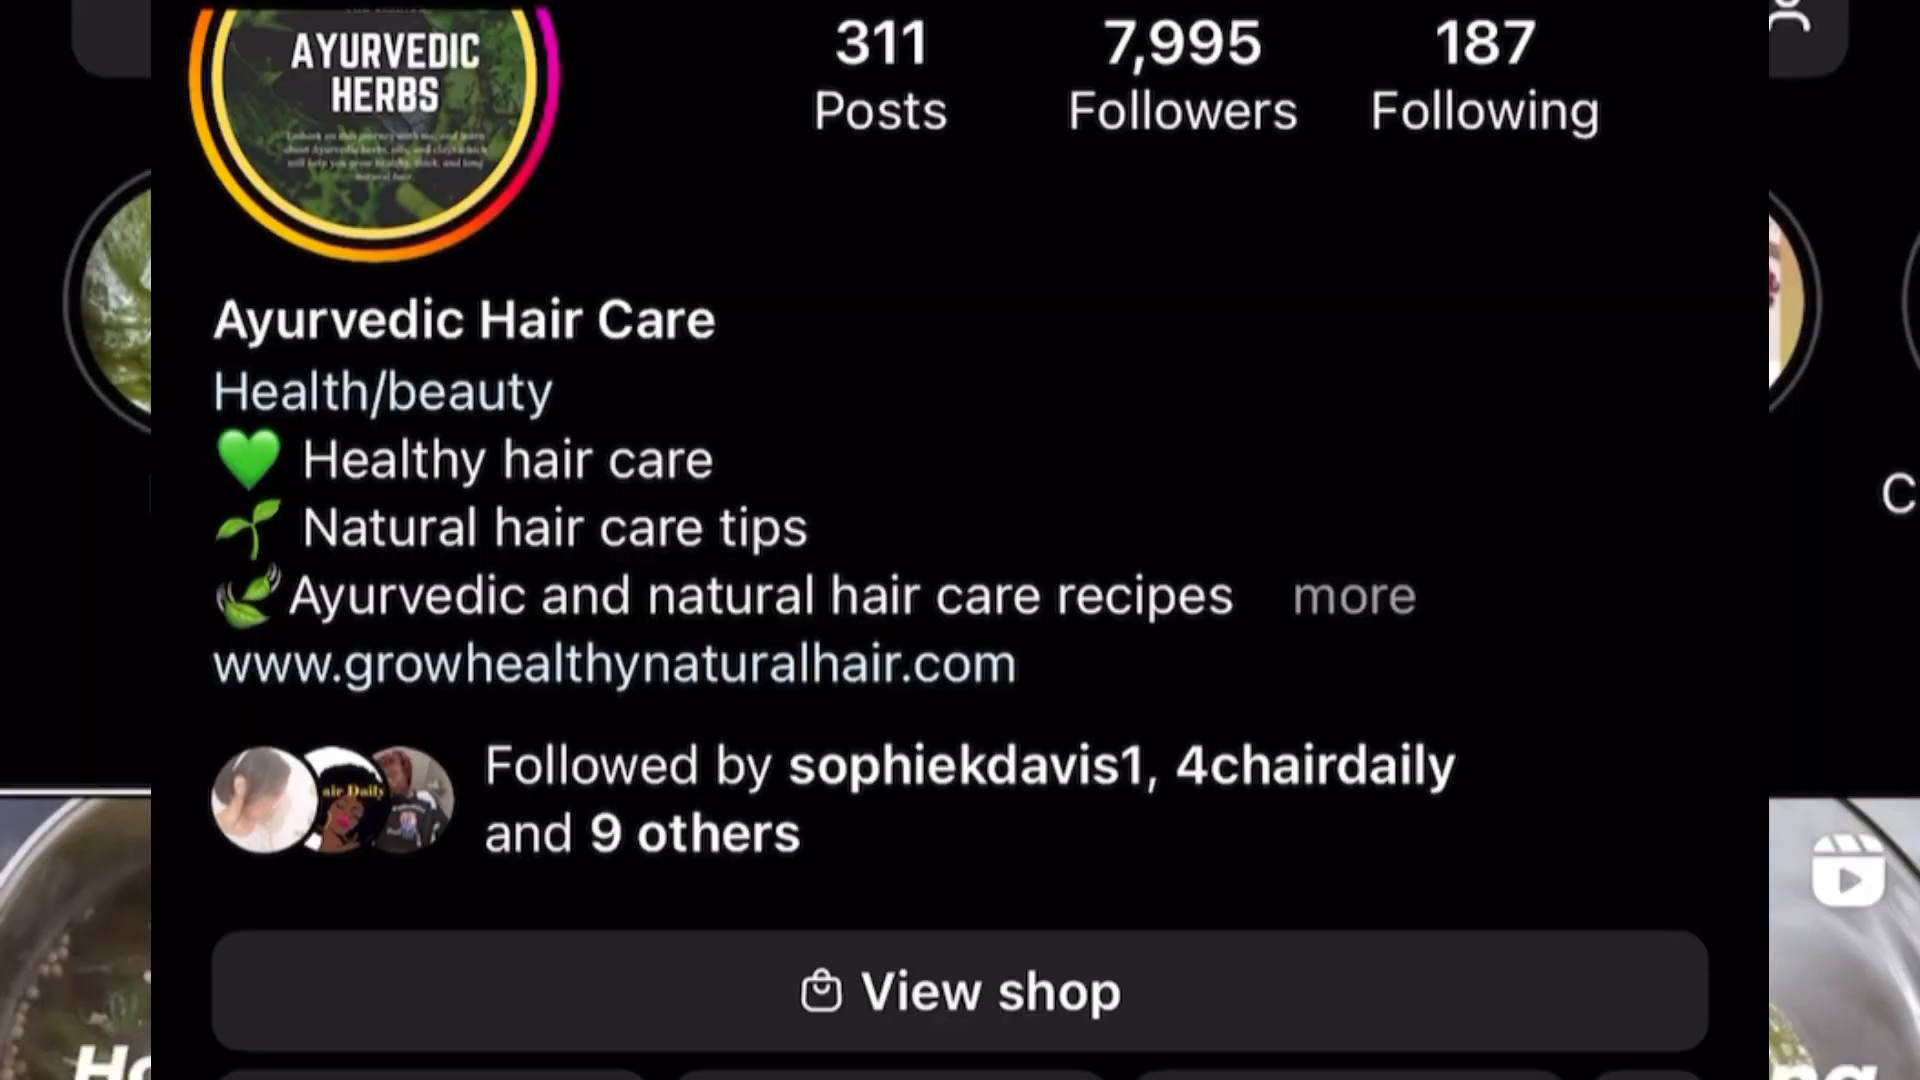 AYURVEDIC
HERBS
311
Posts
7,995
Followers
187
Following
Ayurvedic Hair Care
Health/beauty
💚 Healthy hair care
🌱 Natural hair care tips
🍃Ayurvedic and natural hair care recipes more
www.growhealthynaturalhair.com
Followed by sophiekdavis1, 4chairdaily
and 9 others
air Daily
View shop